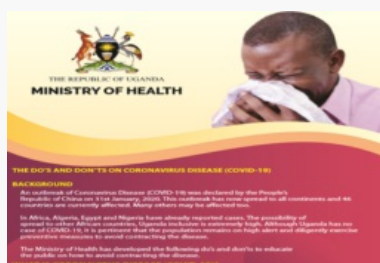 THE REPUBLIC OF UGANDA
MINISTRY OF HEALTH
THE DO'S AND DON'TS ON CORONAVIRUS DISEASE (COVID-19)
BACKGROUND
An outbreak of Coronavirus Disease (COVID-19) was declared by the People's
Republic of China on 31st January, 2020. This outbreak has now spread to all continents and 46
countries are currently affected. Many others may be affected too.
In Africa, Algeria, Egypt and Nigeria have already reported cases. The possibility of
spread to other African countries, Uganda inclusive is extremely high. Although Uganda has no
case of COVID-19, it is pertinent that the population remains on high alert and diligently exercise
preventive measures to avoid contracting the disease.
The Ministry of Health has developed the following do's and don'ts to educate
the public on how to avoid contracting the disease.